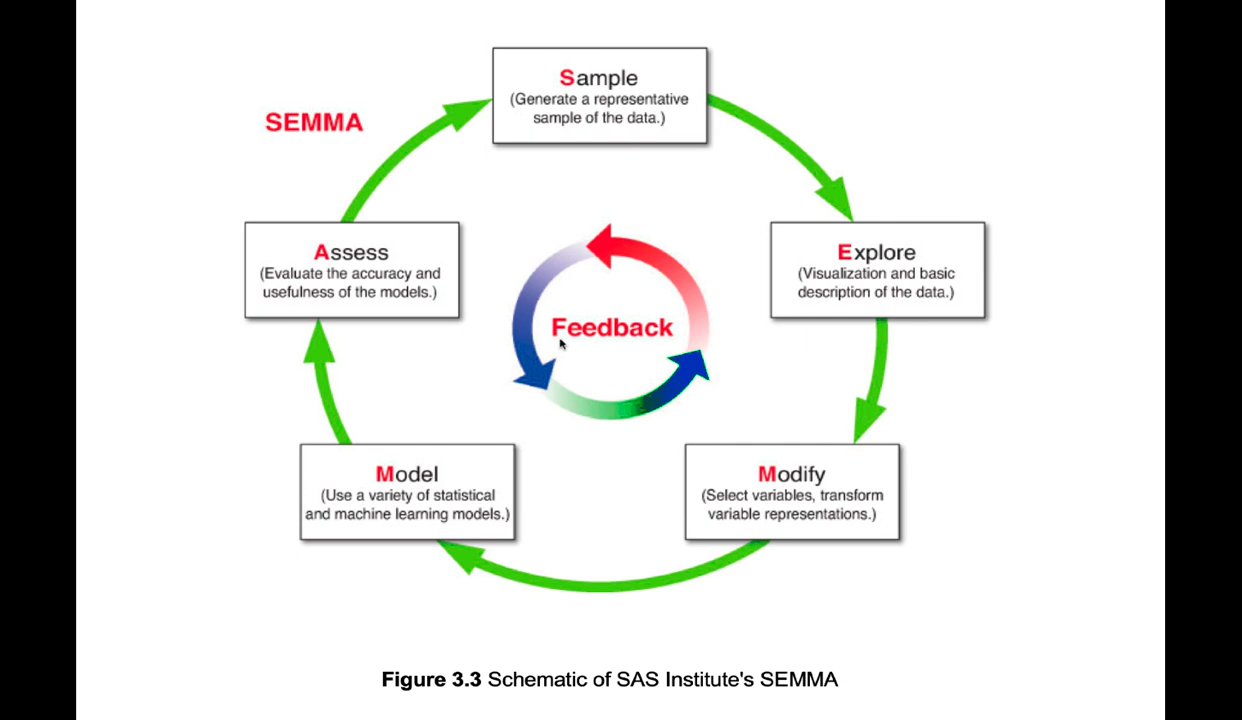 SEMMA
Sample
(Generate a representative
sample of the data.)
Explore
(Visualization and basic
description of the data.)
Modify
(Select variables, transform
variable representations.)
Model
(Use a variety of statistical
and machine learning models.)
Assess
(Evaluate the accuracy and
usefulness of the models.)
Feedback
Figure 3.3 Schematic of SAS Institute's SEMMA